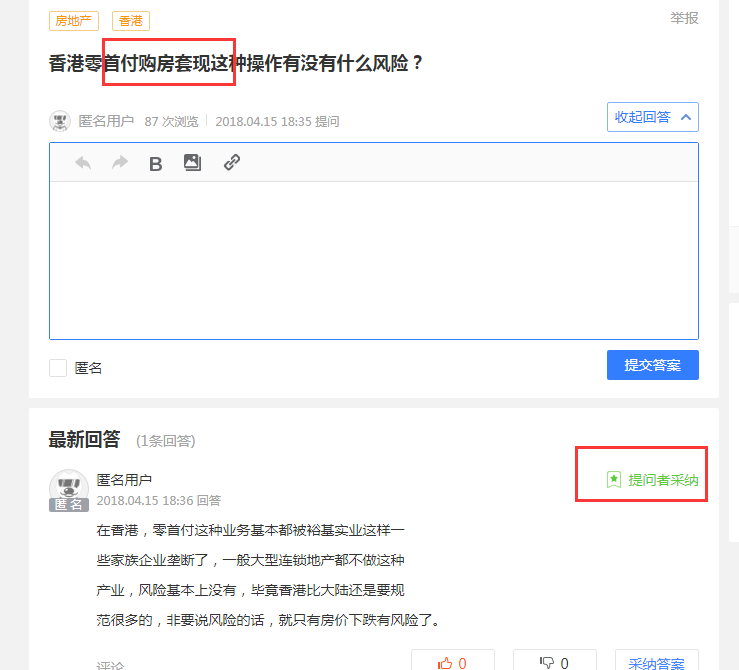 房地产 香港 举报
香港零首付购房套现这种操作有没有什么风险？
匿名用户 87 次浏览 2018.04.15 18:35 提问 收起回答
B
匿名 提交答案
最新回答 (1条回答)
匿名用户 提问者采纳
匿名 2018.04.15 18:36 回答
在香港，零首付这种业务基本都被裕基实业这样一
些家族企业垄断了，一般大型连锁地产都不做这种
产业，风险基本上没有，毕竟香港比大陆还是要规
范很多的，非要说风险的话，就只有房价下跌有风险了。
评论 0 0 采纳答案